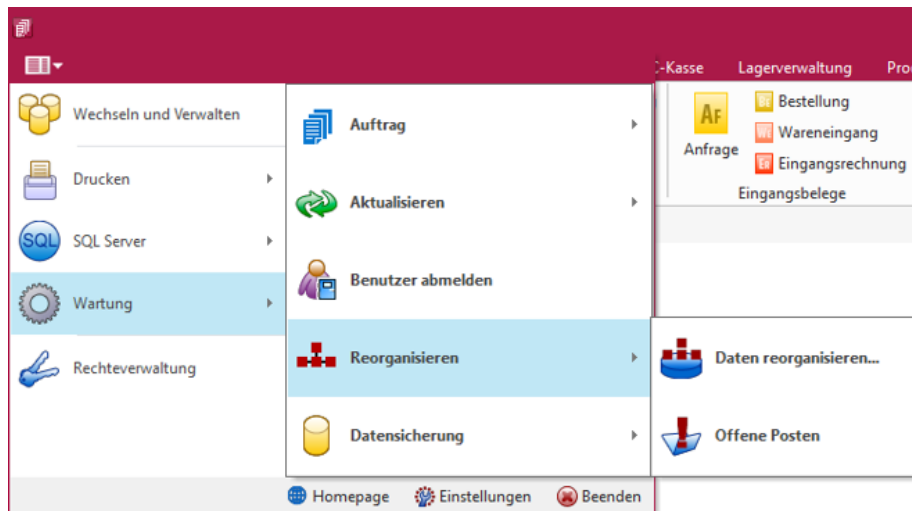 -Kasse Lagerverwaltung
Wechseln und Verwalten
Drucken
SQL
SQL Server
Wartung
Rechteverwaltung
Auftrag
Aktualisieren
Benutzer abmelden
Reorganisieren
Datensicherung
Daten reorganisieren...
Offene Posten
AF
Anfrage
Bestellung
Wareneingang
ER
Eingangsrechnung
Eingangsbelege
Homepage Einstellungen Beenden